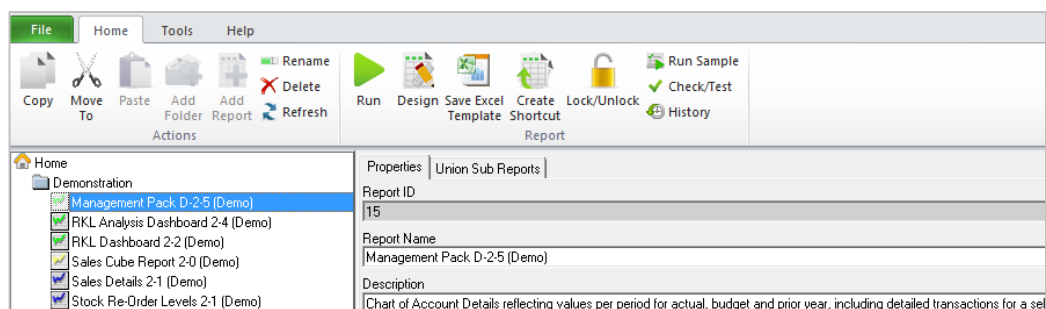 File Home Tools Help
Rename
Run Sample
Delete
Check/Test
Copy Move To Paste Add Folder Add Report Refresh
Run Design Save Excel Template Create Shortcut Lock/Unlock History
Actions Report
Home
Demonstration
Management Pack D-2-5 (Demo)
RKL Analysis Dashboard 2-4 (Demo)
RKL Dashboard 2-2 (Demo)
Sales Cube Report 2-0 (Demo)
Sales Details 2-1 (Demo)
Stock Re-Order Levels 2-1 (Demo)
Properties Union Sub Reports
Report ID
15
Report Name
Management Pack D-2-5 (Demo)
Description
Chart of Account Details reflecting values per period for actual, budget and prior year, including detailed transactions for a sel